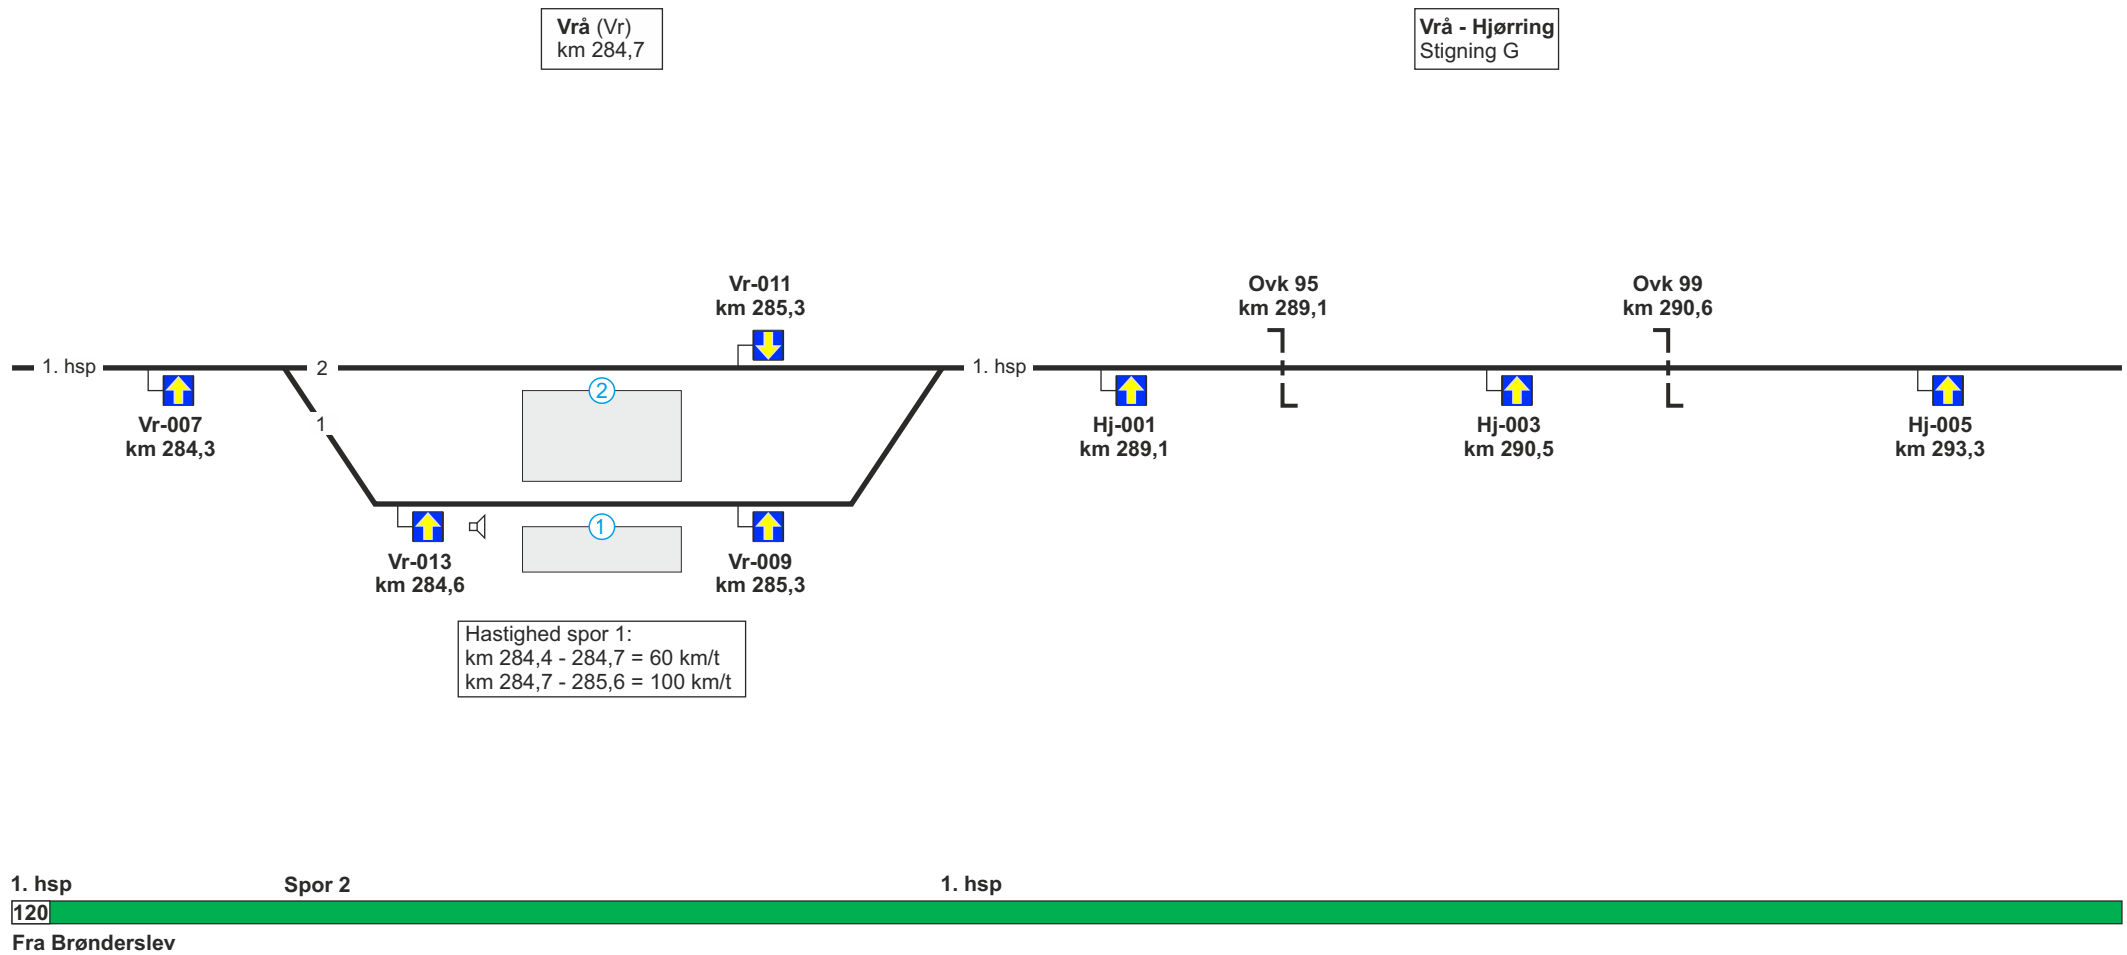 Vrå (Vr)
km 284,7
Vrå - Hjørring
Stigning G
Vr-011
km 285,3
Ovk 95
km 289,1
Ovk 99
km 290,6
1. hsp
2
1. hsp
2
1
Vr-007
km 284,3
Hj-001
km 289,1
Hj-003
km 290,5
Hj-005
km 293,3
1
Vr-013
km 284,6
Vr-009
km 285,3
Hastighed spor 1:
km 284,4 - 284,7 = 60 km/t
km 284,7 - 285,6 = 100 km/t
1. hsp
Spor 2
1. hsp
120
Fra Brønderslev